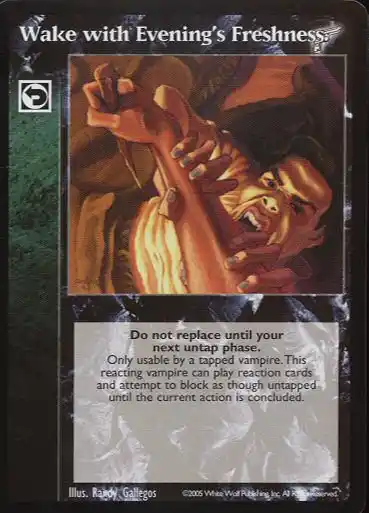 Wake with Evening's Freshness
Do not replace until your
next untap phase.
Only usable by a tapped vampire. This
reacting vampire can play reaction cards
and attempt to block as though untapped
until the current action is concluded.
Illus. Randy Gallegos ©2005 White Wolf Publishing, Inc. All Rights Reserved.